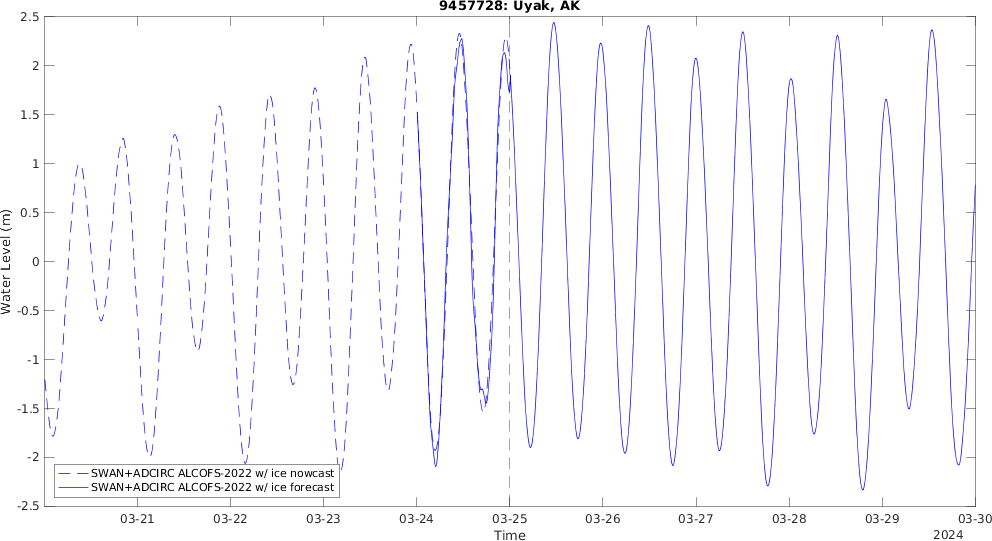 9457728: Uyak, AK
Water Level (m)
2.5
2
1.5
1
0.5
0
-0.5
-1
-1.5
-2
-2.5
SWAN+ADCIRC ALCOFS-2022 w/ ice nowcast
SWAN+ADCIRC ALCOFS-2022 w/ ice forecast
03-21 03-22 03-23 03-24 03-25 03-26 03-27 03-28 03-29 03-30
Time
2024